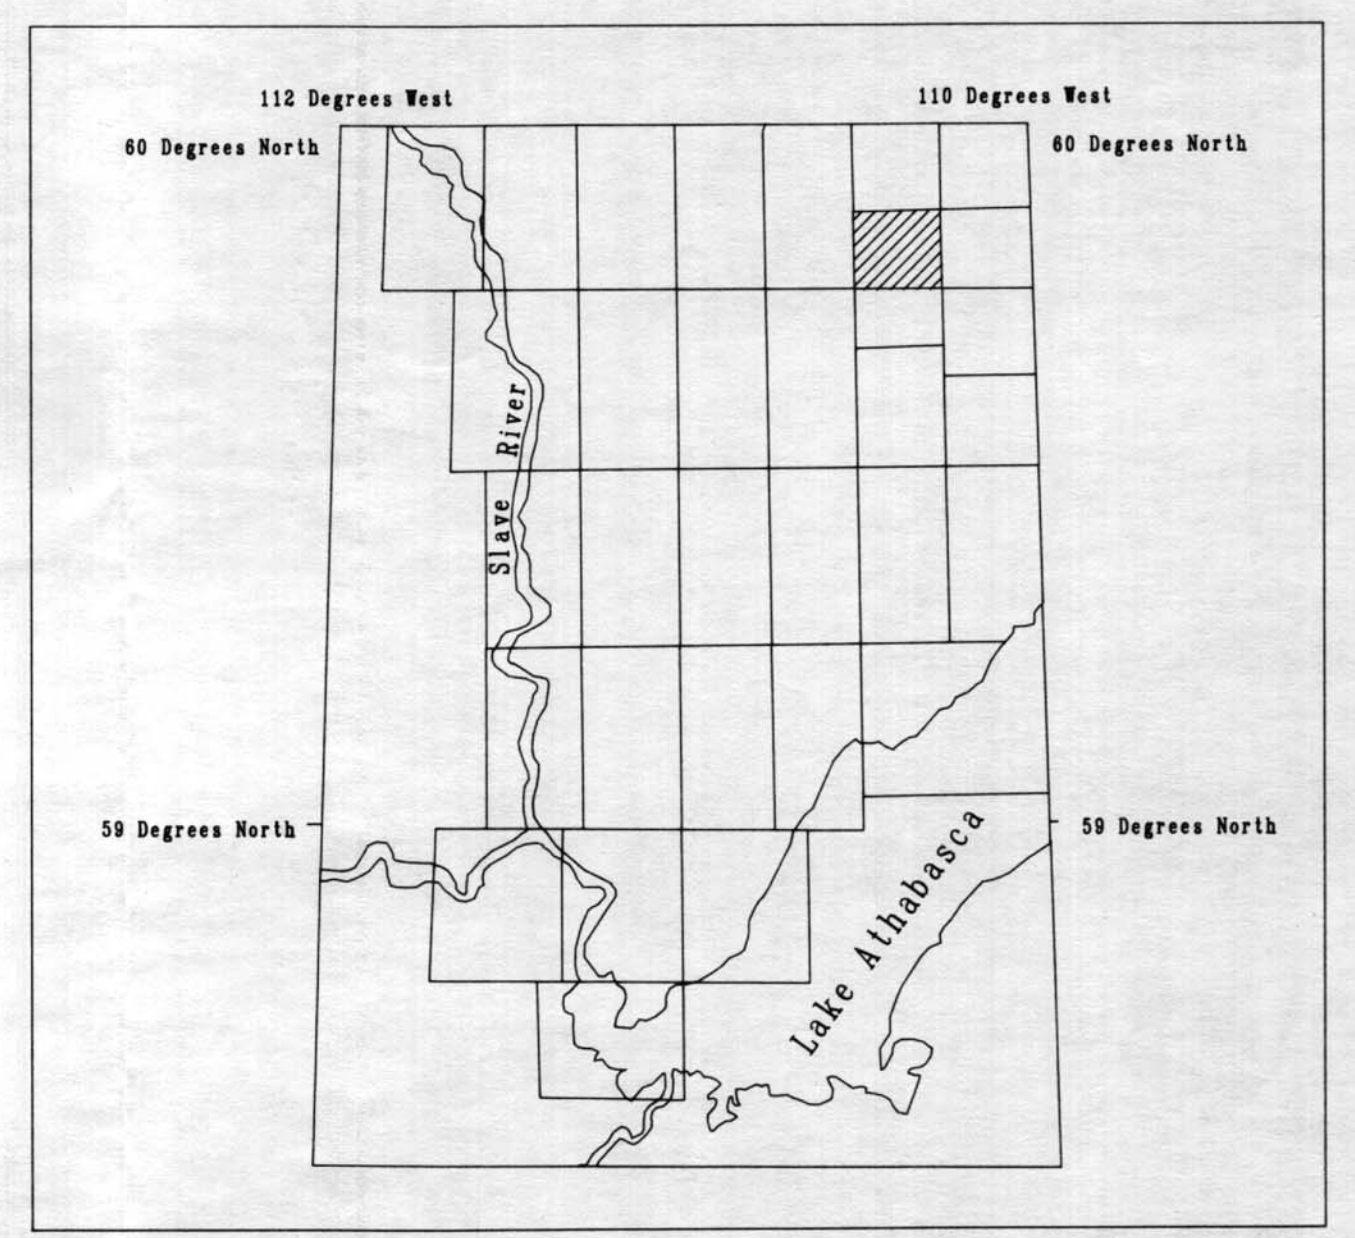 112 Degrees West
110 Degrees West
60 Degrees North
60 Degrees North
Slave River
59 Degrees North
59 Degrees North
Lake Athabasca